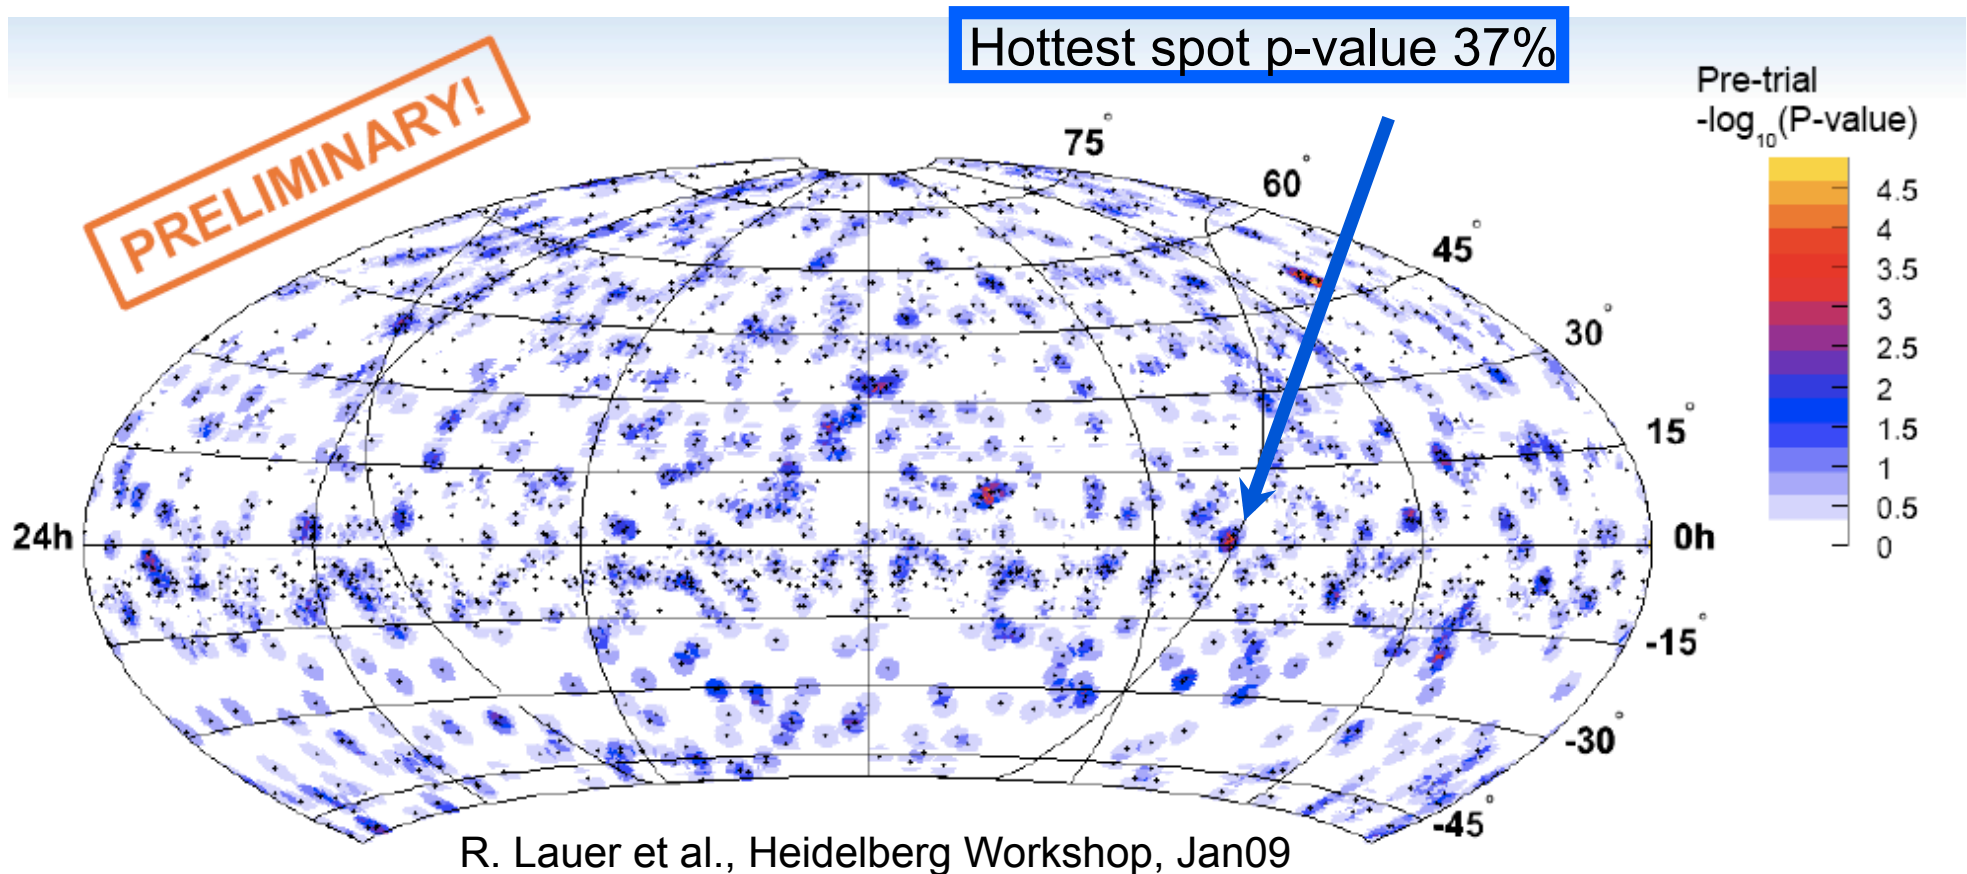 Hottest spot p-value 37%
PRELIMINARY!
Pre-trial
-log10(P-value)
75°
60°
45°
30°
15°
24h
0h
-15°
-30°
-45°
4.5
4
3.5
3
2.5
2
1.5
1
0.5
0
R. Lauer et al., Heidelberg Workshop, Jan09